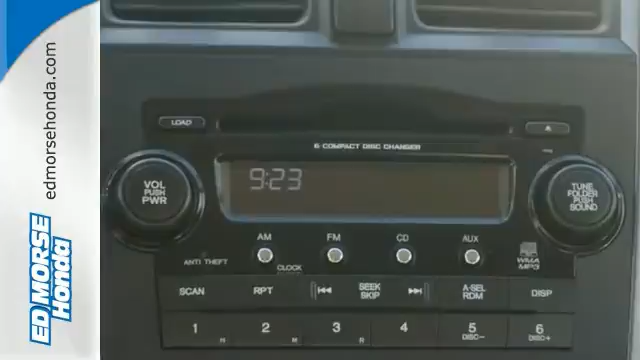 edmorsehonda.com
ED MORSE
Honda
LOAD
6 COMPACT DISC CHANGER
9:23
VOL
PUSH
PWR
TUNE
FOLDER
PUSH
SOUND
AM
FM
CD
AUX
ANTI THEFT
CLOCK
WMA
MP3
SCAN
RPT
SEEK
SKIP
A·SEL
RDM
DISP
1
H
2
M
3
R
4
5
DISC-
6
DISC+